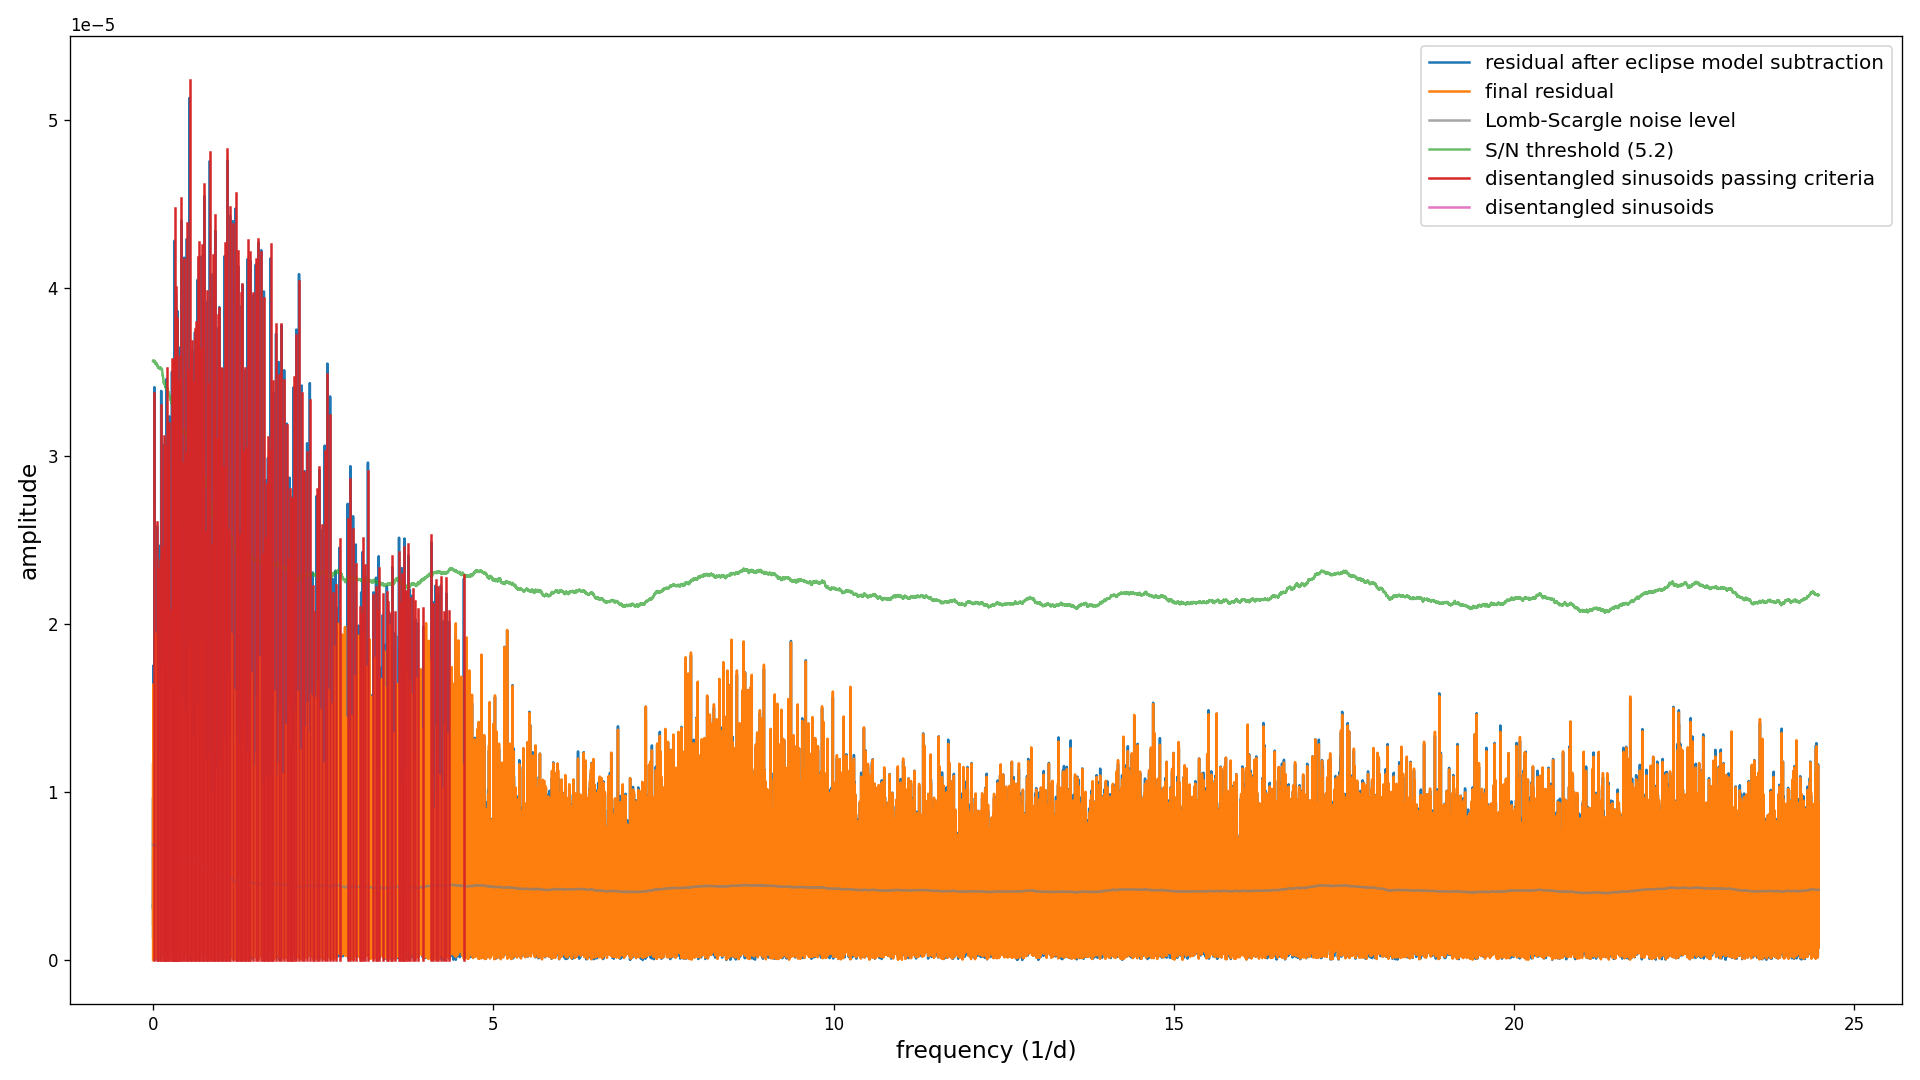 1e−5
residual after eclipse model subtraction
final residual
Lomb-Scargle noise level
S/N threshold (5.2)
disentangled sinusoids passing criteria
disentangled sinusoids
5
4
3
2
1
0
amplitude
0 5 10 15 20 25
frequency (1/d)